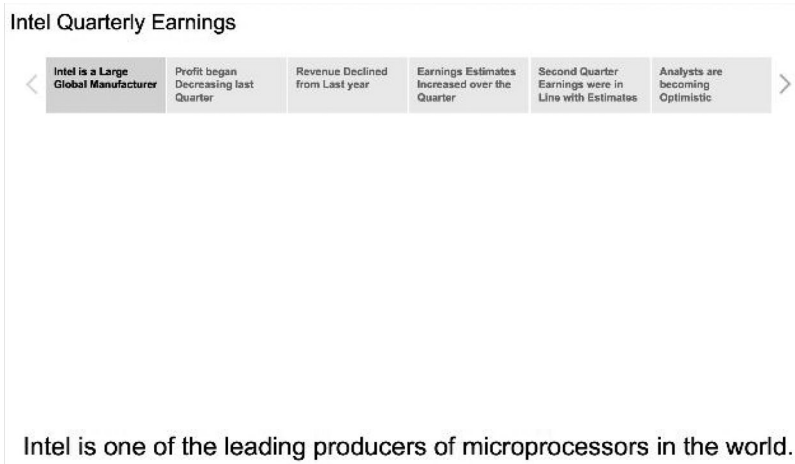 Intel Quarterly Earnings
Intel is a Large
Global Manufacturer
Profit began
Decreasing last
Quarter
Revenue Declined
from Last year
Earnings Estimates
Increased over the
Quarter
Second Quarter
Earnings were in
Line with Estimates
Analysts are
becoming
Optimistic
Intel is one of the leading producers of microprocessors in the world.